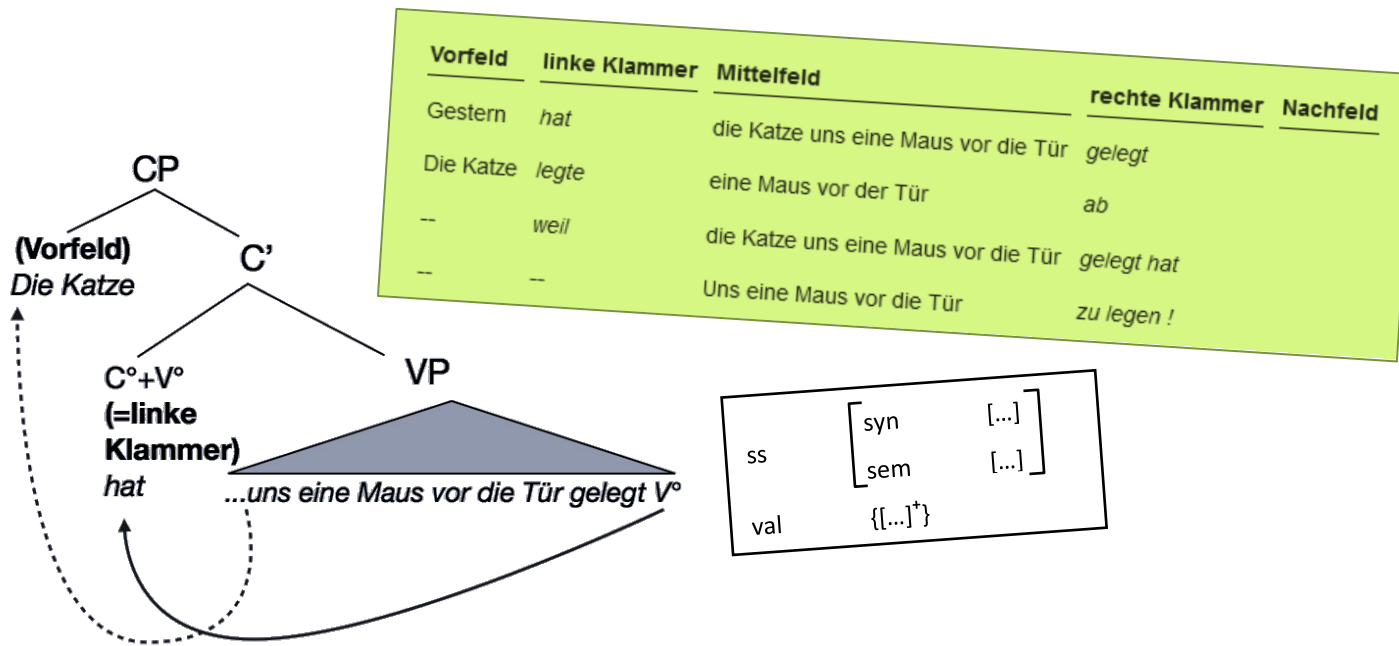 Vorfeld linke Klammer Mittelfeld rechte Klammer Nachfeld
Gestern hat die Katze uns eine Maus vor die Tür gelegt
Die Katze legte eine Maus vor der Tür ab
-- weil die Katze uns eine Maus vor die Tür gelegt hat
-- -- Uns eine Maus vor die Tür zu legen !
CP
(Vorfeld)
Die Katze
C’
C°+V°
(=linke
Klammer)
hat
VP
...uns eine Maus vor die Tür gelegt V°
ss
syn […]
sem […]
val {[…]⁺}